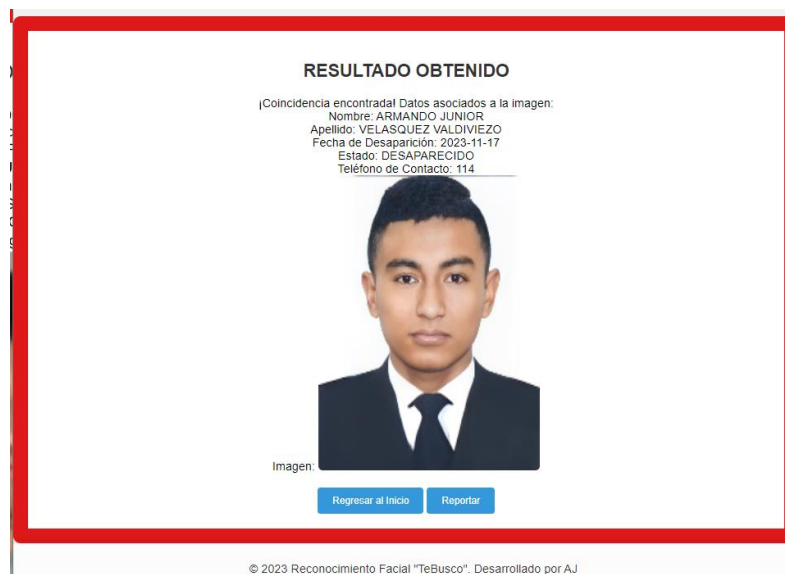 RESULTADO OBTENIDO
¡Coincidencia encontrada! Datos asociados a la imagen:
Nombre: ARMANDO JUNIOR
Apellido: VELASQUEZ VALDIVIEZO
Fecha de Desaparición: 2023-11-17
Estado: DESAPARECIDO
Teléfono de Contacto: 114
Imagen:
Regresar al Inicio Reportar
© 2023 Reconocimiento Facial "TeBusco". Desarrollado por AJ